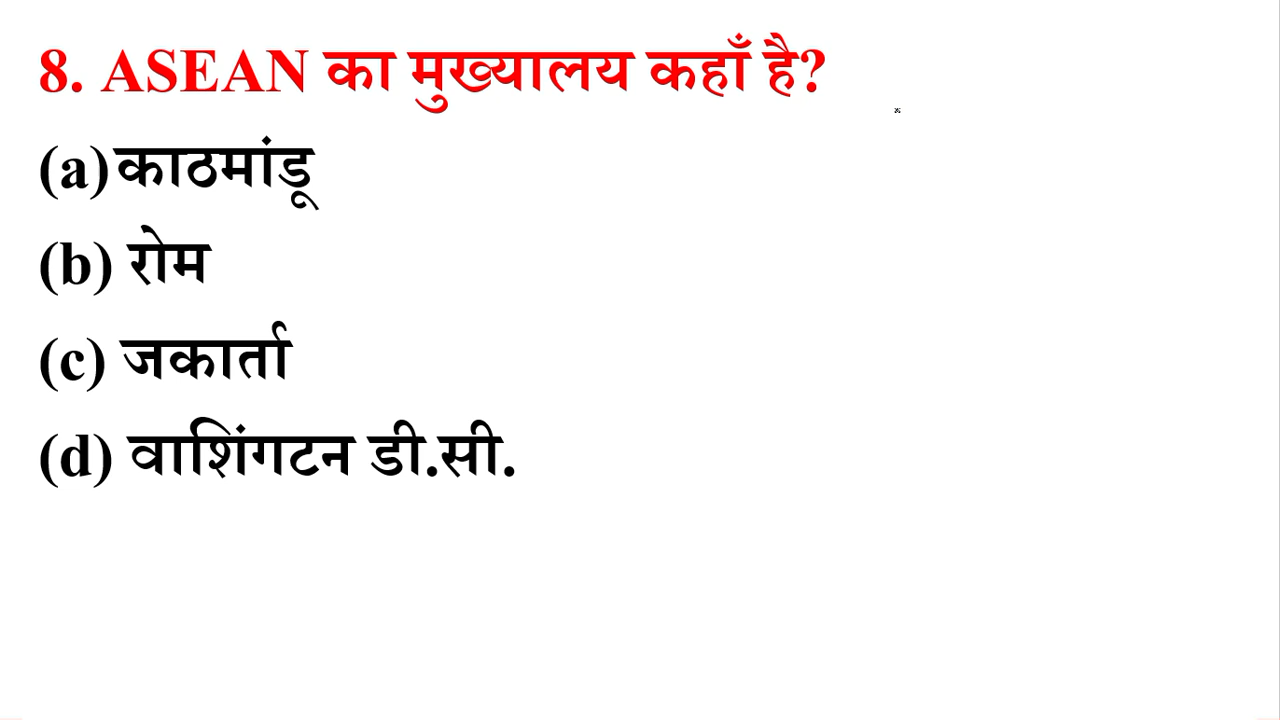 8. ASEAN का मुख्यालय कहाँ है?
(a)काठमांडू
(b) रोम
(c) जकार्ता
(d) वाशिंगटन डी.सी.